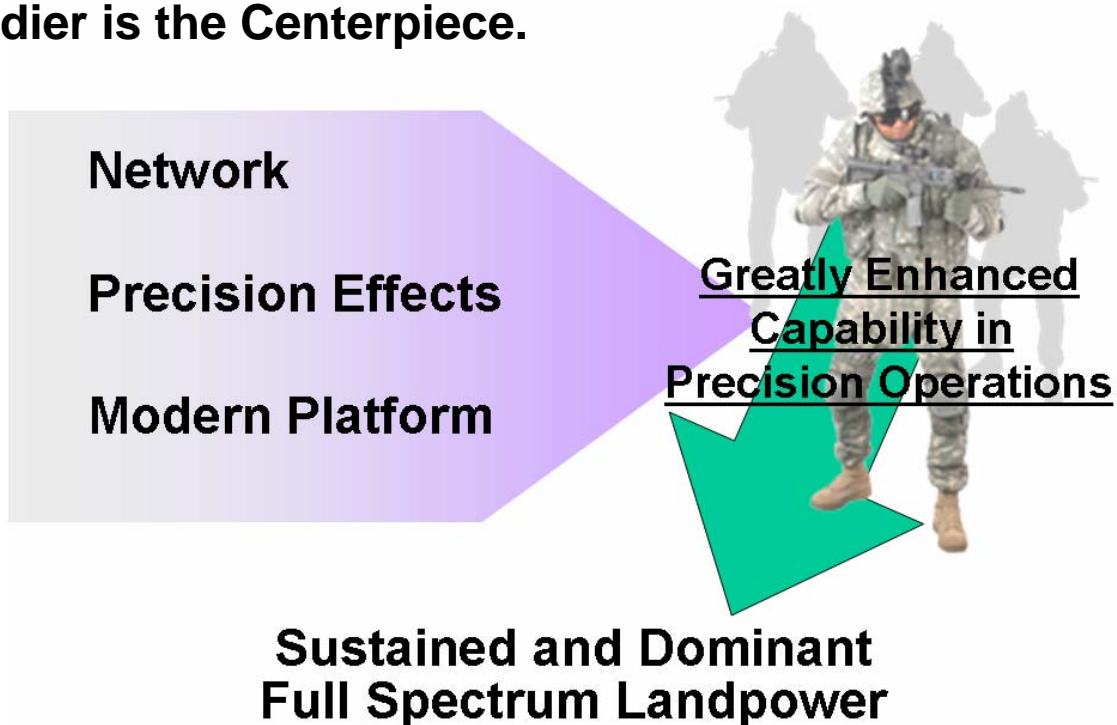 dier is the Centerpiece.
Network
Precision Effects
Modern Platform
Greatly Enhanced
Capability in
Precision Operations
Sustained and Dominant
Full Spectrum Landpower